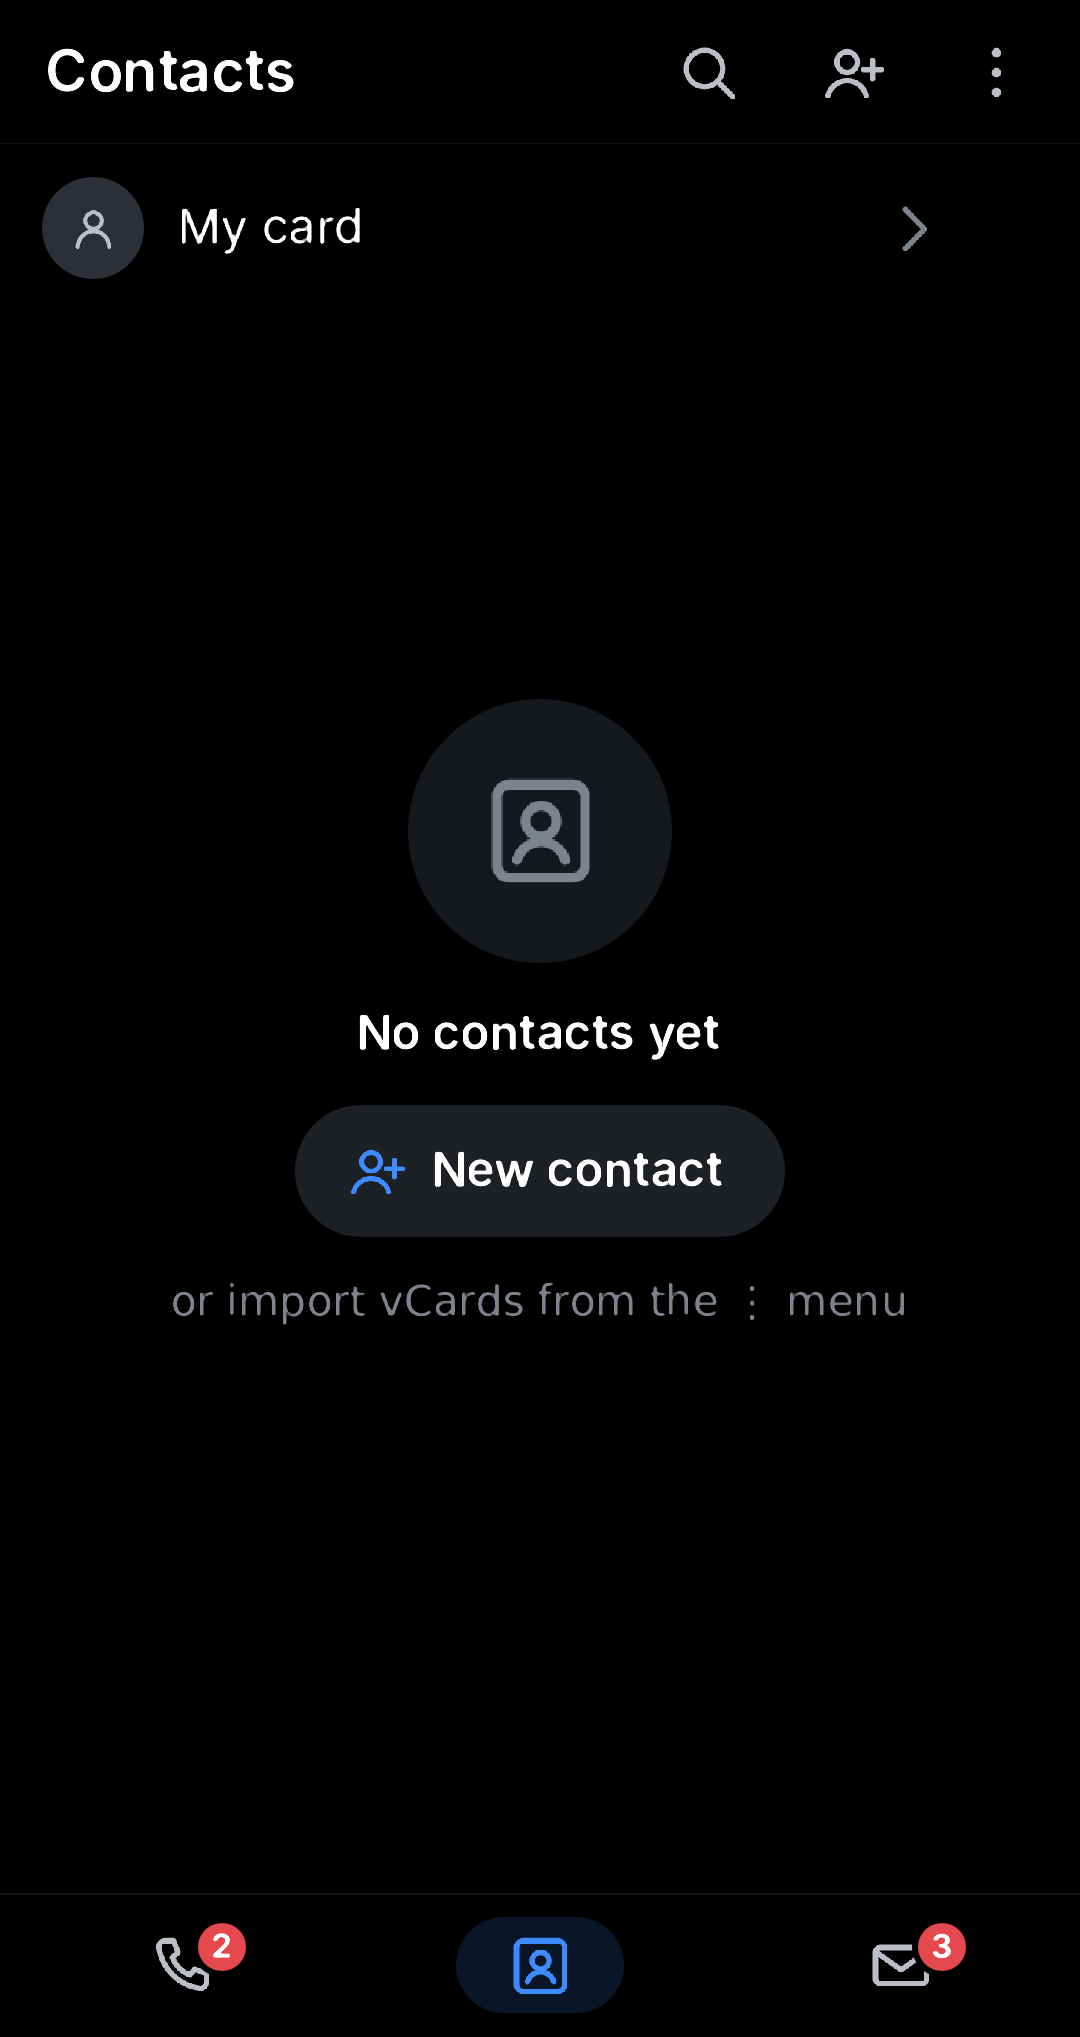 Contacts
My card
No contacts yet
New contact
or import vCards from the ⋮ menu
2
3